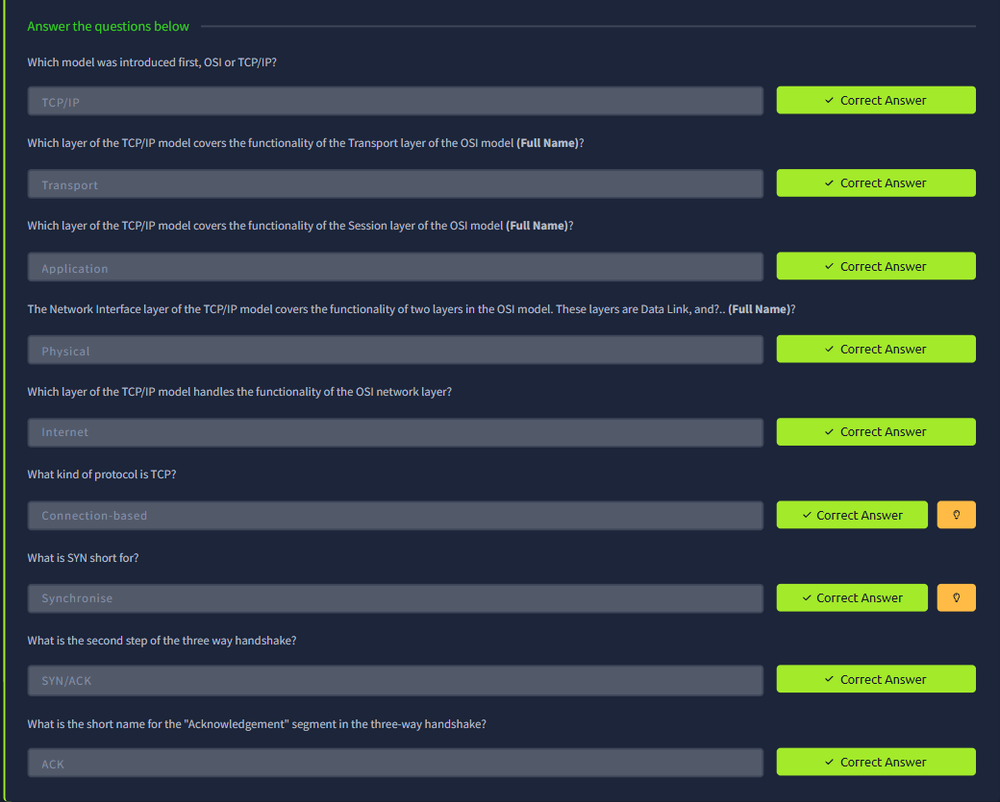 Answer the questions below
Which model was introduced first, OSI or TCP/IP?
TCP/IP
✓ Correct Answer
Which layer of the TCP/IP model covers the functionality of the Transport layer of the OSI model (Full Name)?
Transport
✓ Correct Answer
Which layer of the TCP/IP model covers the functionality of the Session layer of the OSI model (Full Name)?
Application
✓ Correct Answer
The Network Interface layer of the TCP/IP model covers the functionality of two layers in the OSI model. These layers are Data Link, and?.. (Full Name)?
Physical
✓ Correct Answer
Which layer of the TCP/IP model handles the functionality of the OSI network layer?
Internet
✓ Correct Answer
What kind of protocol is TCP?
Connection-based
✓ Correct Answer
What is SYN short for?
Synchronise
✓ Correct Answer
What is the second step of the three way handshake?
SYN/ACK
✓ Correct Answer
What is the short name for the "Acknowledgement" segment in the three-way handshake?
ACK
✓ Correct Answer